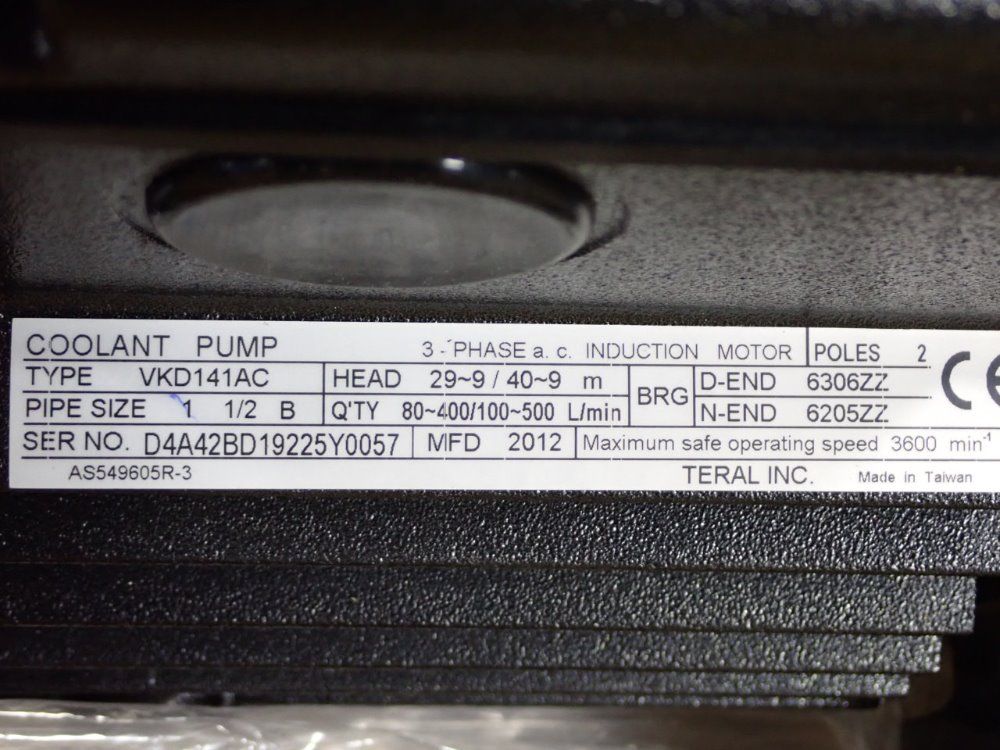 COOLANT PUMP 3-PHASE a. c. INDUCTION MOTOR POLES 2
TYPE VKD141AC HEAD 29~9 / 40~9 m BRG D-END 6306ZZ CE
PIPE SIZE 1 1/2 B Q'TY 80~400/100~500 L/min N-END 6205ZZ
SER NO. D4A42BD19225Y0057 MFD 2012 Maximum safe operating speed 3600 min⁻¹
AS549605R-3 TERAL INC. Made in Taiwan